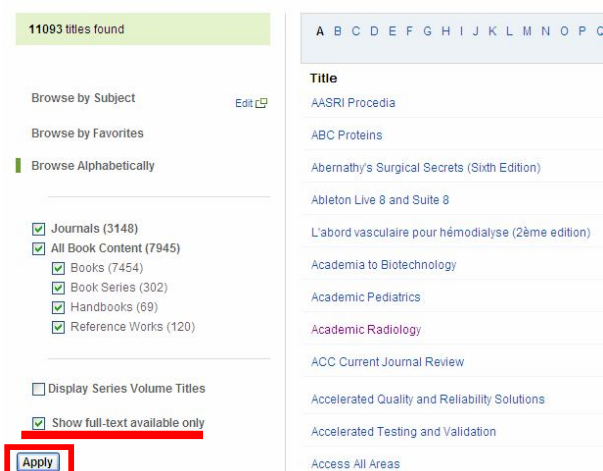 11093 titles found
Browse by Subject
Edit
Browse by Favorites
Browse Alphabetically
Journals (3148)
All Book Content (7945)
Books (7454)
Book Series (302)
Handbooks (69)
Reference Works (120)
Display Series Volume Titles
Show full-text available only
Apply
A B C D E F G H I J K L M N O P Q
Title
AASRI Procedia
ABC Proteins
Abernathy's Surgical Secrets (Sixth Edition)
Ableton Live 8 and Suite 8
L'abord vasculaire pour hémodialyse (2ème edition)
Academia to Biotechnology
Academic Pediatrics
Academic Radiology
ACC Current Journal Review
Accelerated Quality and Reliability Solutions
Accelerated Testing and Validation
Access All Areas